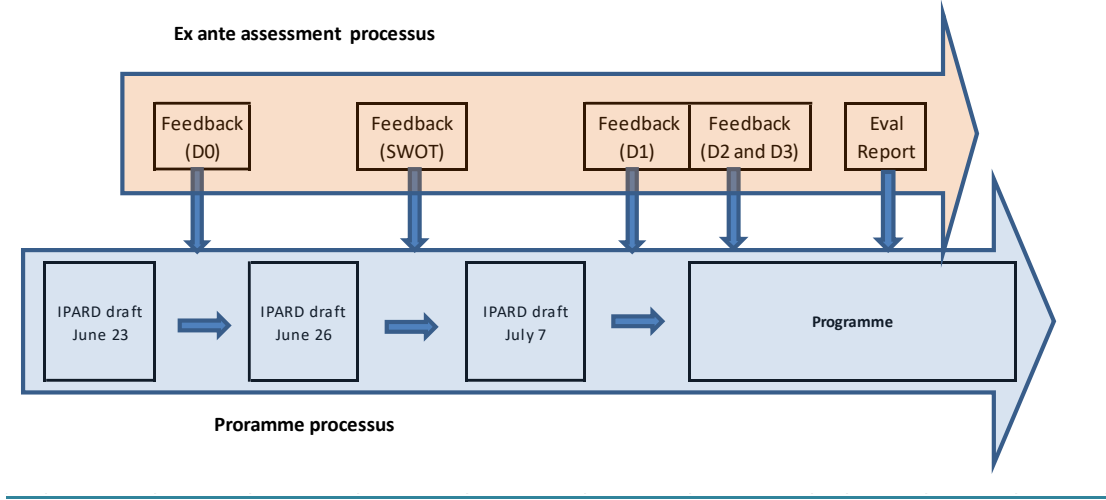 Ex ante assessment processus
Feedback
(D0)
Feedback
(SWOT)
Feedback
(D1)
Feedback
(D2 and D3)
Eval
Report
IPARD draft
June 23
IPARD draft
June 26
IPARD draft
July 7
Programme
Proramme processus